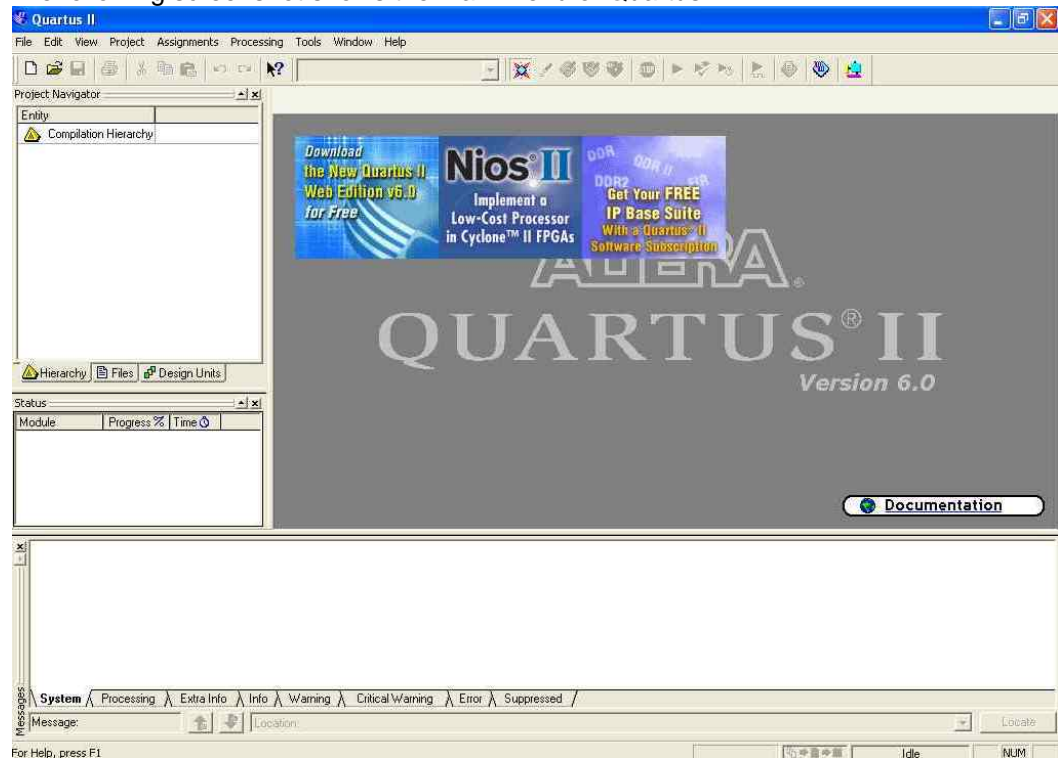 Quartus II
File Edit View Project Assignments Processing Tools Window Help
Project Navigator
Entity
Compilation Hierarchy
Hierarchy Files Design Units
Status
Module Progress % Time
Download
the New Quartus II
Web Edition v6.0
for Free
Nios II
Implement a
Low-Cost Processor
in Cyclone™ II FPGAs
DDR DDR II
DDR2 FIR
Get Your FREE
IP Base Suite
With a Quartus II
Software Subscription
ALTERA®
QUARTUS® II
Version 6.0
Documentation
System Processing Extra Info Info Warning Critical Warning Error Suppressed
Messages
Message: Location: Locate
For Help, press F1 Idle NUM